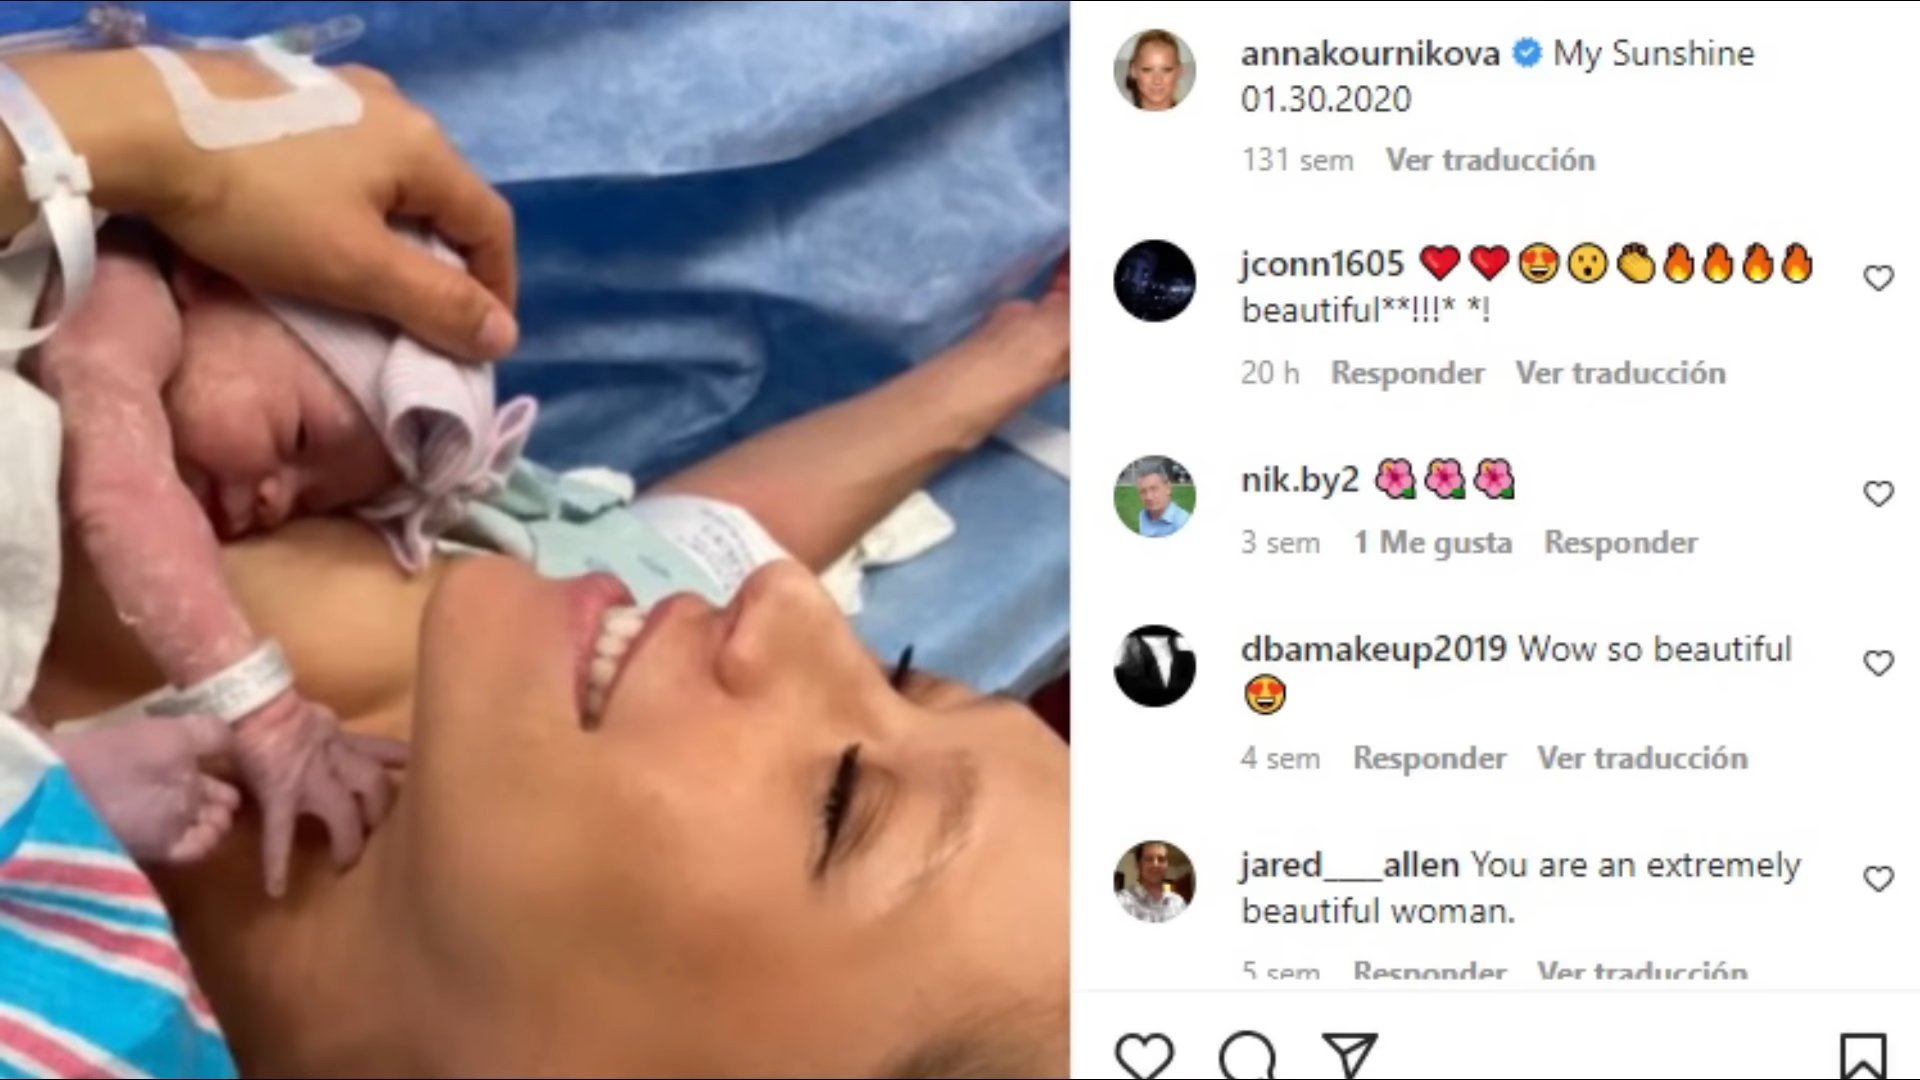 annakournikova My Sunshine
01.30.2020
131 sem Ver traducción
jconn1605 ❤️❤️😍😮👏🔥🔥🔥🔥
beautiful**!!!* *!
20 h Responder Ver traducción
nik.by2 🌺🌺🌺
3 sem 1 Me gusta Responder
dbamakeup2019 Wow so beautiful
😍
4 sem Responder Ver traducción
jared___allen You are an extremely
beautiful woman.
5 sem Responder Ver traducción